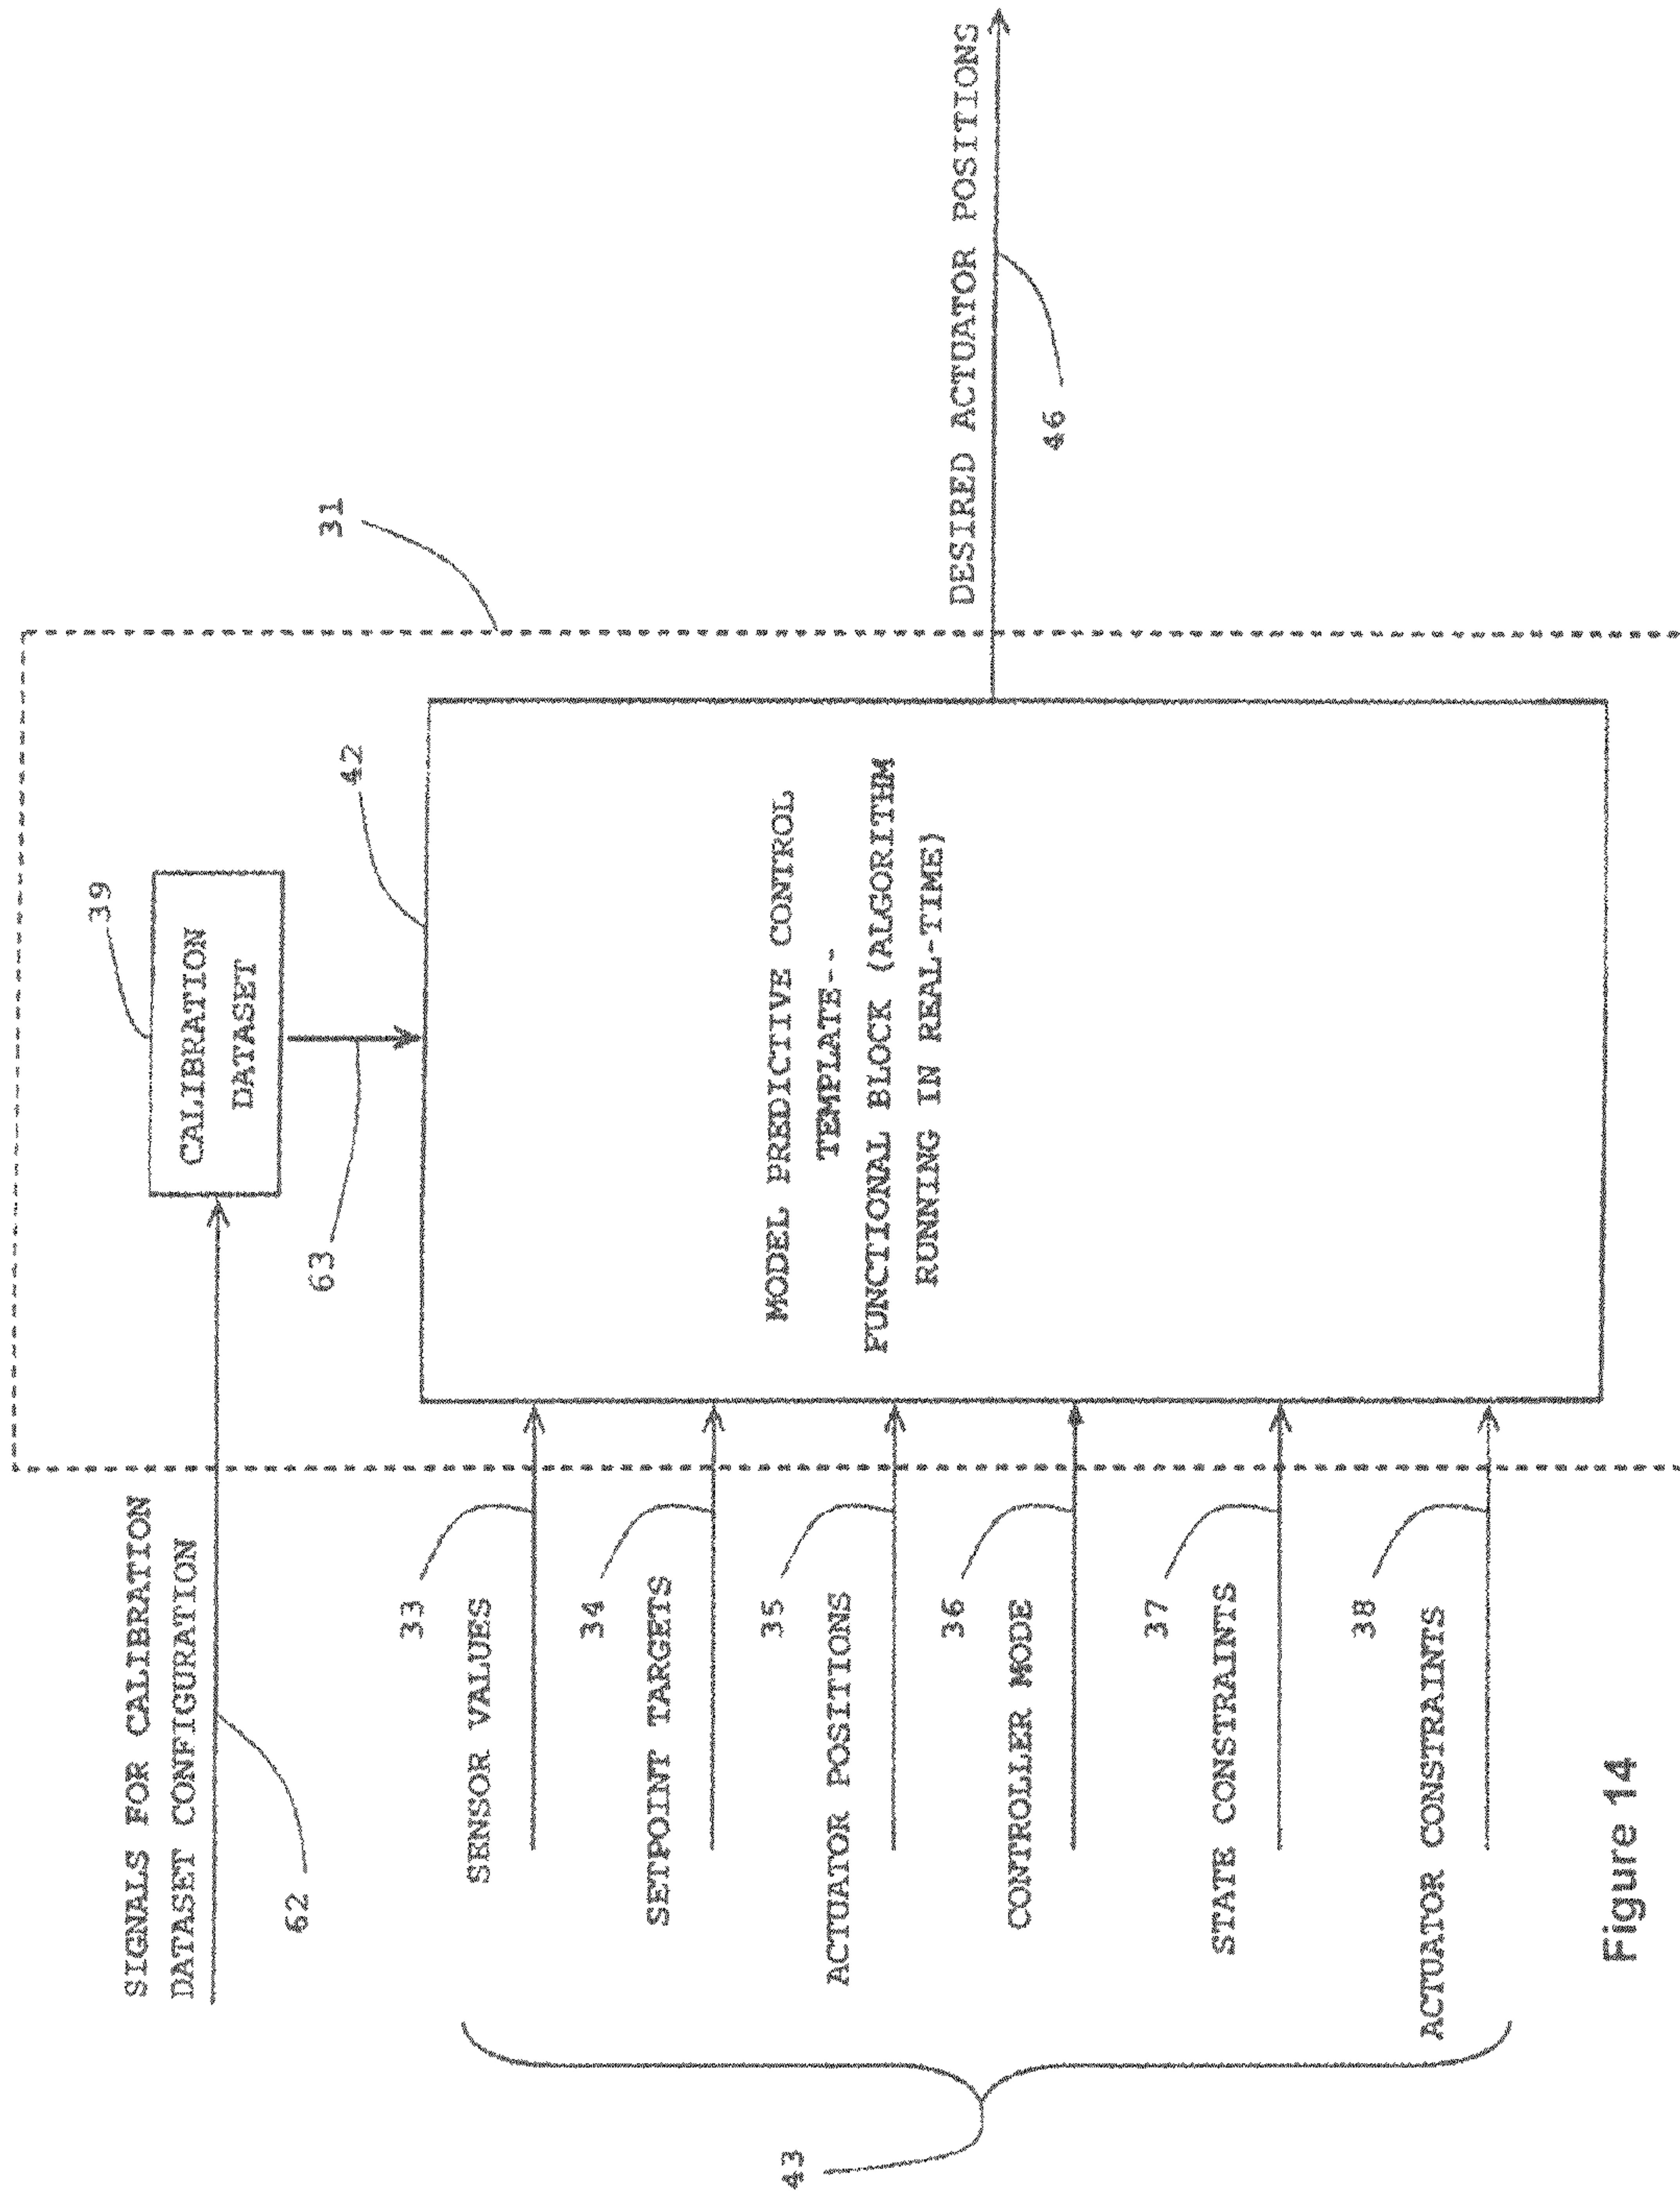 SIGNALS FOR CALIBRATION
DATASET CONFIGURATION
62
39
CALIBRATION
DATASET
63
42
31
33
SENSOR VALUES
34
SETPOINT TARGETS
35
ACTUATOR POSITIONS
36
CONTROLLER MODE
37
STATE CONSTRAINTS
38
ACTUATOR CONSTRAINTS
43
MODEL PREDICTIVE CONTROL
TEMPLATE--
FUNCTIONAL BLOCK (ALGORITHM
RUNNING IN REAL-TIME)
DESIRED ACTUATOR POSITIONS
46
Figure 14